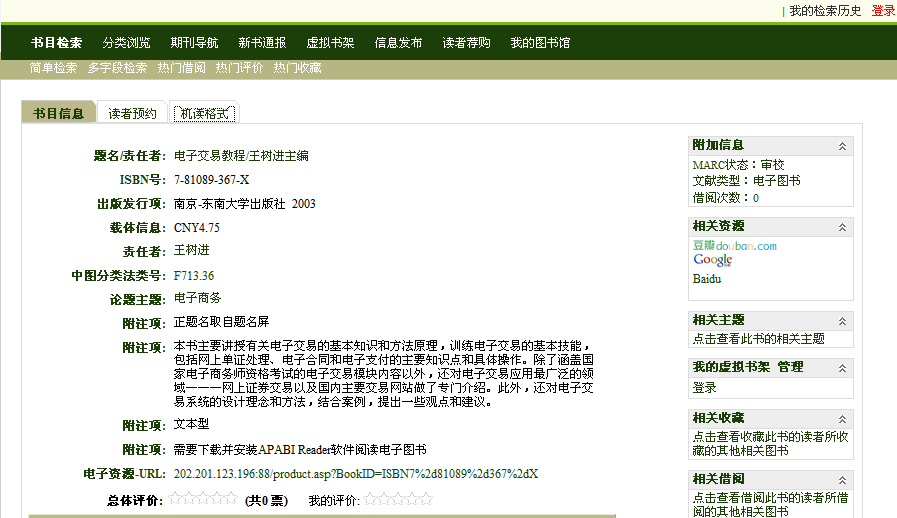 我的检索历史 登录
书目检索 分类浏览 期刊导航 新书通报 虚拟书架 信息发布 读者荐购 我的图书馆
简单检索 多字段检索 热门借阅 热门评价 热门收藏
书目信息 读者预约 机读格式
题名/责任者: 电子交易教程/王树进主编
ISBN号: 7-81089-367-X
出版发行项: 南京-东南大学出版社 2003
载体信息: CNY4.75
责任者: 王树进
中图分类法类号: F713.36
论题主题: 电子商务
附注项: 正题名取自题名屏
附注项: 本书主要讲授有关电子交易的基本知识和方法原理，训练电子交易的基本技能，
包括网上单证处理、电子合同和电子支付的主要知识点和具体操作。除了涵盖国
家电子商务师资格考试的电子交易模块内容以外，还对电子交易应用最广泛的领
域一一一网上证券交易以及国内主要交易网站做了专门介绍。此外，还对电子交
易系统的设计理念和方法，结合案例，提出一些观点和建议。
附注项: 文本型
附注项: 需要下载并安装APABI Reader软件阅读电子图书
电子资源-URL: 202.201.123.196:88/product.asp?BookID=ISBN7%2d81089%2d367%2dX
总体评价: (共0 票) 我的评价:
附加信息
MARC状态：审校
文献类型：电子图书
借阅次数：0
相关资源
豆瓣douban.com
Google
Baidu
相关主题
点击查看此书的相关主题
我的虚拟书架 管理
登录
相关收藏
点击查看收藏此书的读者所收
藏的其他相关图书
相关借阅
点击查看借阅此书的读者所借
阅的其他相关图书